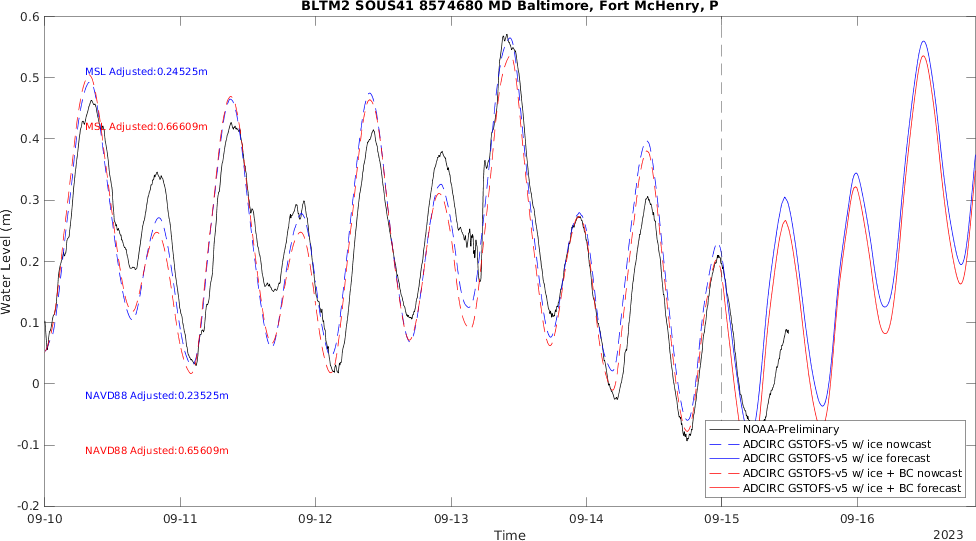 BLTM2 SOUS41 8574680 MD Baltimore, Fort McHenry, P
0.6
0.5
0.4
0.3
0.2
0.1
0
-0.1
-0.2
Water Level (m)
MSL Adjusted:0.24525m
MSL Adjusted:0.66609m
NAVD88 Adjusted:0.23525m
NAVD88 Adjusted:0.65609m
NOAA-Preliminary
ADCIRC GSTOFS-v5 w/ ice nowcast
ADCIRC GSTOFS-v5 w/ ice forecast
ADCIRC GSTOFS-v5 w/ ice + BC nowcast
ADCIRC GSTOFS-v5 w/ ice + BC forecast
09-10 09-11 09-12 09-13 09-14 09-15 09-16
Time
2023